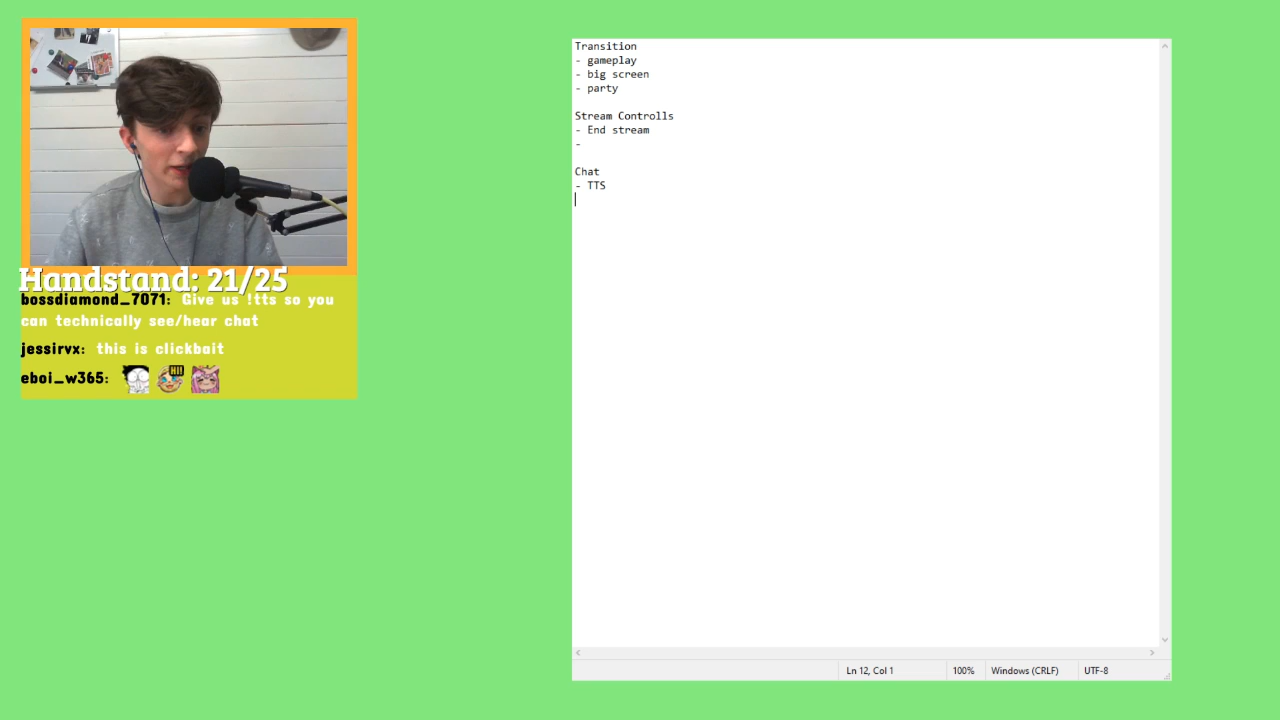 Handstand: 21/25
bossdiamond_7071: Give us !tts so you
can technically see/hear chat
jessirvx: this is clickbait
eboi_w365:
HI!
Transition
- gameplay
- big screen
- party
Stream Controlls
- End stream
-
Chat
- TTS
Ln 12, Col 1
100%
Windows (CRLF)
UTF-8